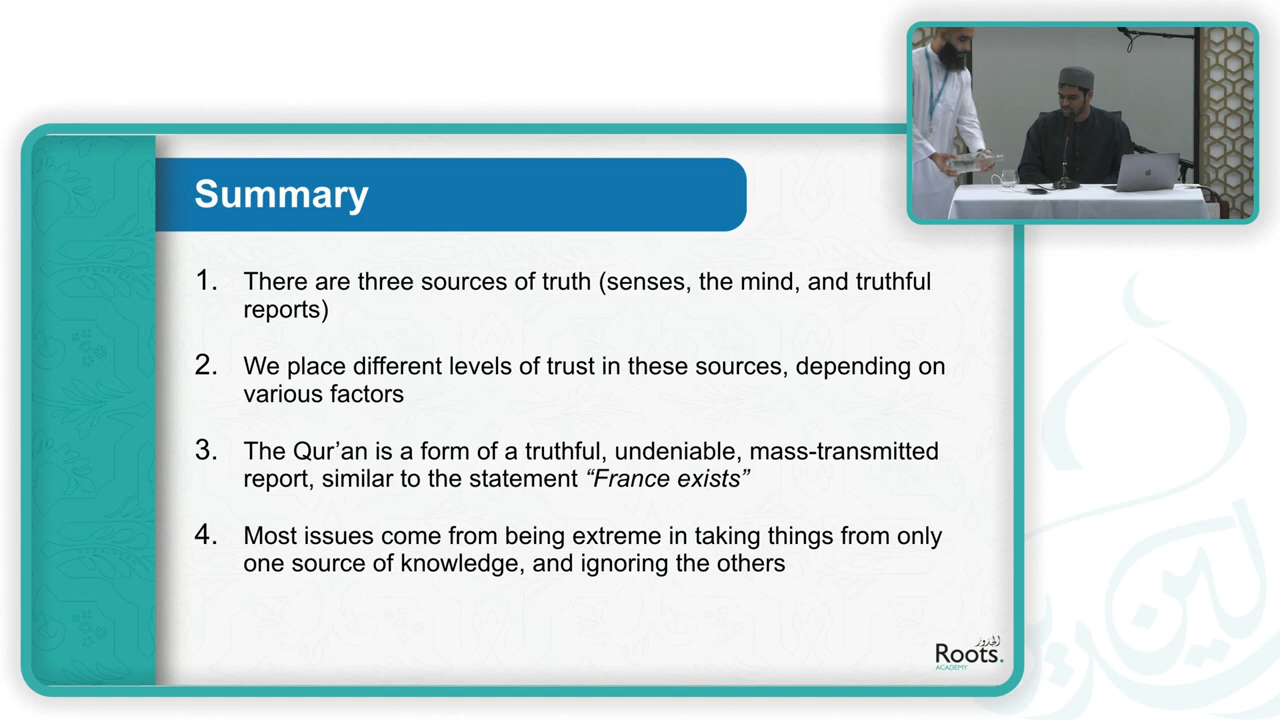 Summary
1. There are three sources of truth (senses, the mind, and truthful
reports)
2. We place different levels of trust in these sources, depending on
various factors
3. The Qur’an is a form of a truthful, undeniable, mass-transmitted
report, similar to the statement “France exists”
4. Most issues come from being extreme in taking things from only
one source of knowledge, and ignoring the others
الجذور
Roots.
ACADEMY